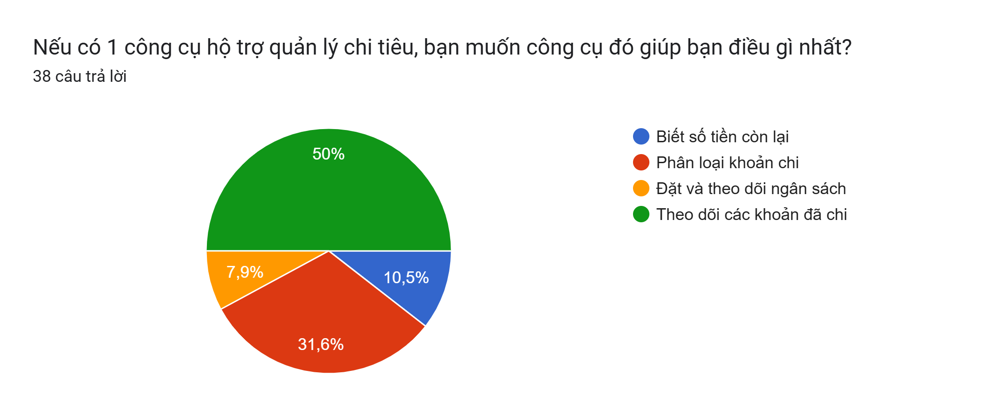 Nếu có 1 công cụ hộ trợ quản lý chi tiêu, bạn muốn công cụ đó giúp bạn điều gì nhất?
38 câu trả lời
50%
7,9%
10,5%
31,6%
Biết số tiền còn lại
Phân loại khoản chi
Đặt và theo dõi ngân sách
Theo dõi các khoản đã chi